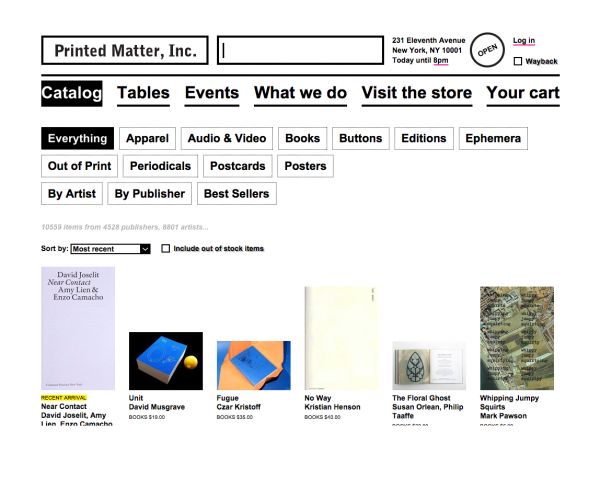 Printed Matter, Inc.
231 Eleventh Avenue
New York, NY 10001
Today until 8pm
OPEN
Log in
Wayback
Catalog Tables Events What we do Visit the store Your cart
Everything Apparel Audio & Video Books Buttons Editions Ephemera
Out of Print Periodicals Postcards Posters
By Artist By Publisher Best Sellers
10559 items from 4528 publishers, 8801 artists...
Sort by: Most recent Include out of stock items
David Joselit
Near Contact
Amy Lien &
Enzo Camacho
RECENT ARRIVAL
Near Contact
David Joselit, Amy
Lien, Enzo Camacho
Unit
David Musgrave
BOOKS $19.00
Fugue
Czar Kristoff
BOOKS $35.00
No Way
Kristian Henson
BOOKS $43.00
The Floral Ghost
Susan Orlean, Philip
Taaffe
Whipping Jumpy
Squirts
Mark Pawson